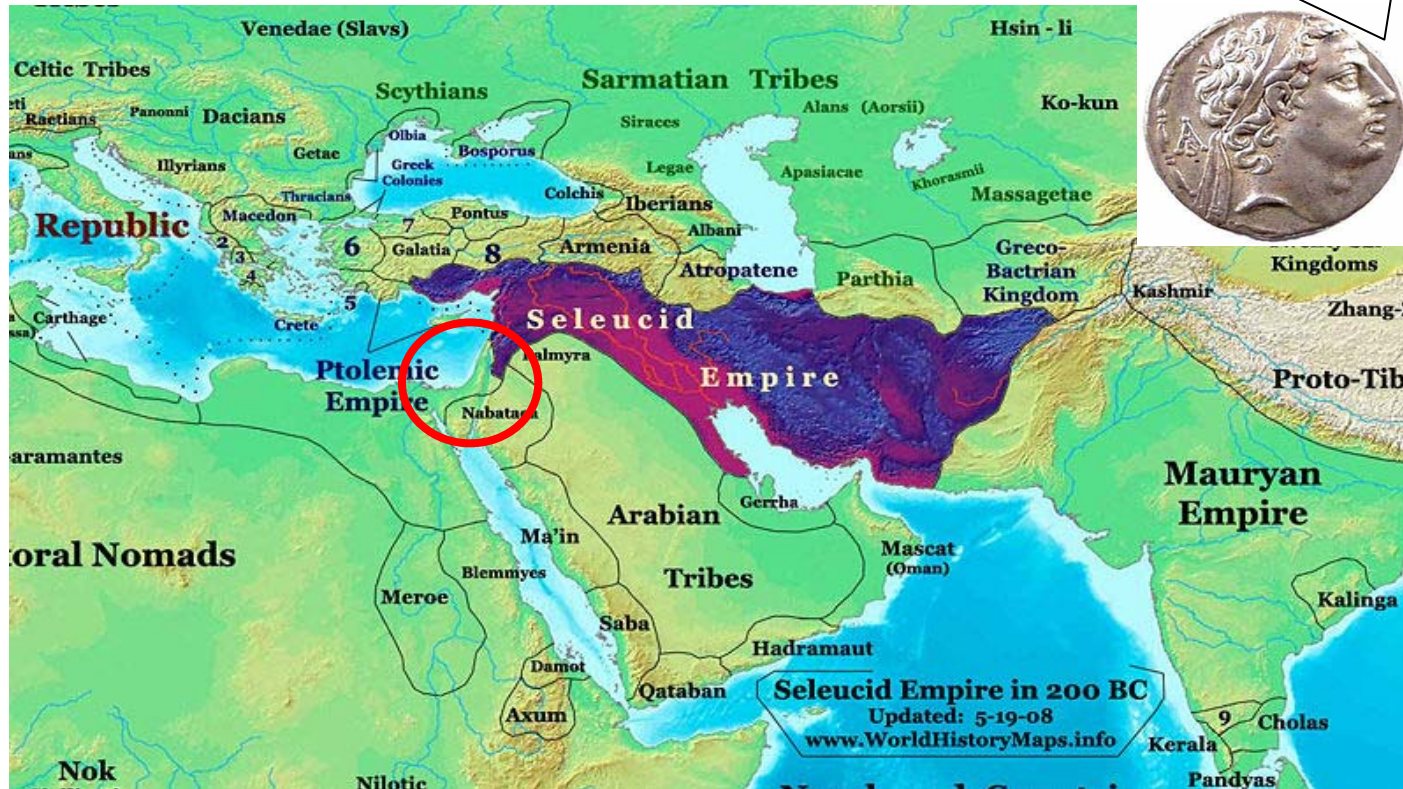 Venedae (Slavs)
Hsin - li
Celtic Tribes
Sarmatian Tribes
Scythians
Raetians
Panonni
Dacians
Alans (Aorsii)
Ko-kun
Siraces
Olbia
Getae
Illyrians
Bosporus
Greek
Colonies
Legae
Apasiacae
Khorasmii
Massagetae
Thracians
Colchis
Iberians
Republic
Macedon
Pontus
7
Albani
2
3
4
6
Galatia
8
Armenia
Greco-
Bactrian
Kingdom
Atropatene
Parthia
Kingdoms
Kashmir
5
Crete
Carthage
Zhang-
Seleucid
Empire
Palmyra
Ptolemic
Empire
Nabataea
Proto-Tib
aramantes
Mauryan
Empire
Gerrha
Arabian
Tribes
Ma'in
Mascat
(Oman)
oral Nomads
Blemmyes
Meroe
Kalinga
Saba
Hadramaut
Damot
Qataban
Axum
Seleucid Empire in 200 BC
Updated: 5-19-08
www.WorldHistoryMaps.info
9
Cholas
Kerala
Pandyas
Nok
Nilotic